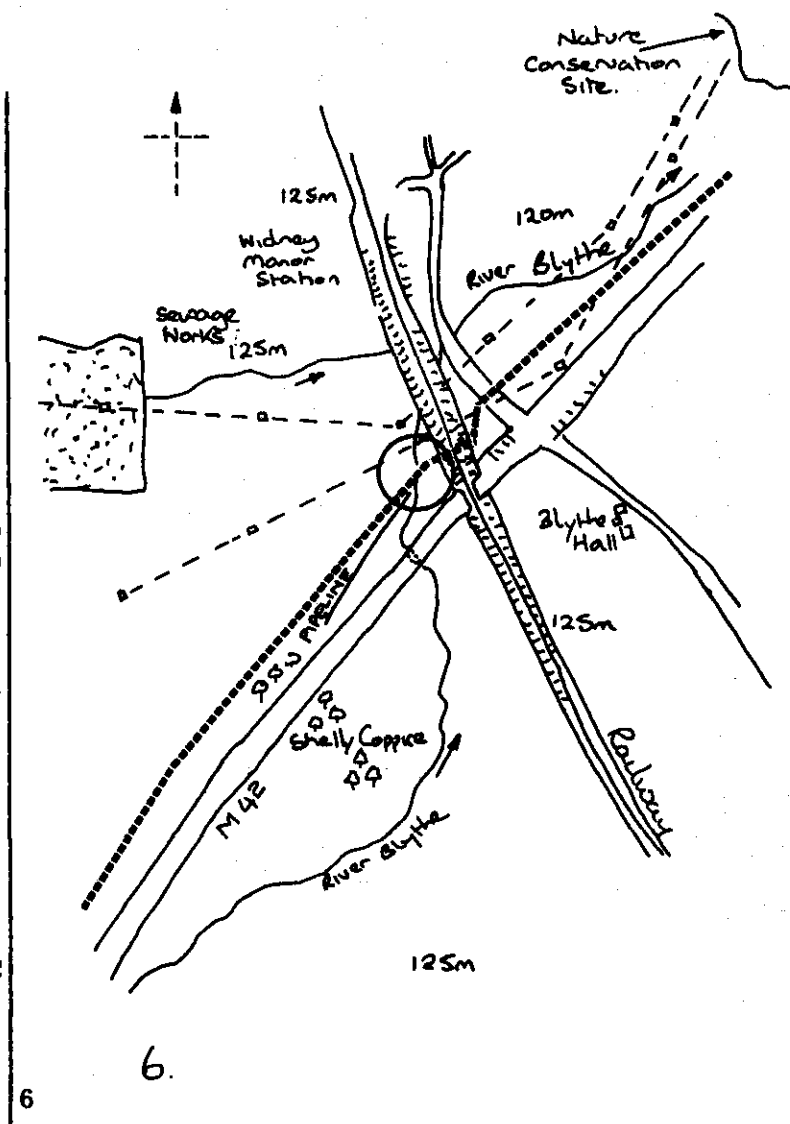 Nature
Conservation
Site.
125m
120m
Widney
Manor
Station
River Blythe
Sewage
Works
125m
Blythe
Hall
PIPELINE
125m
Shelly Coppice
Railway
M42
River Blythe
125m
6.
6